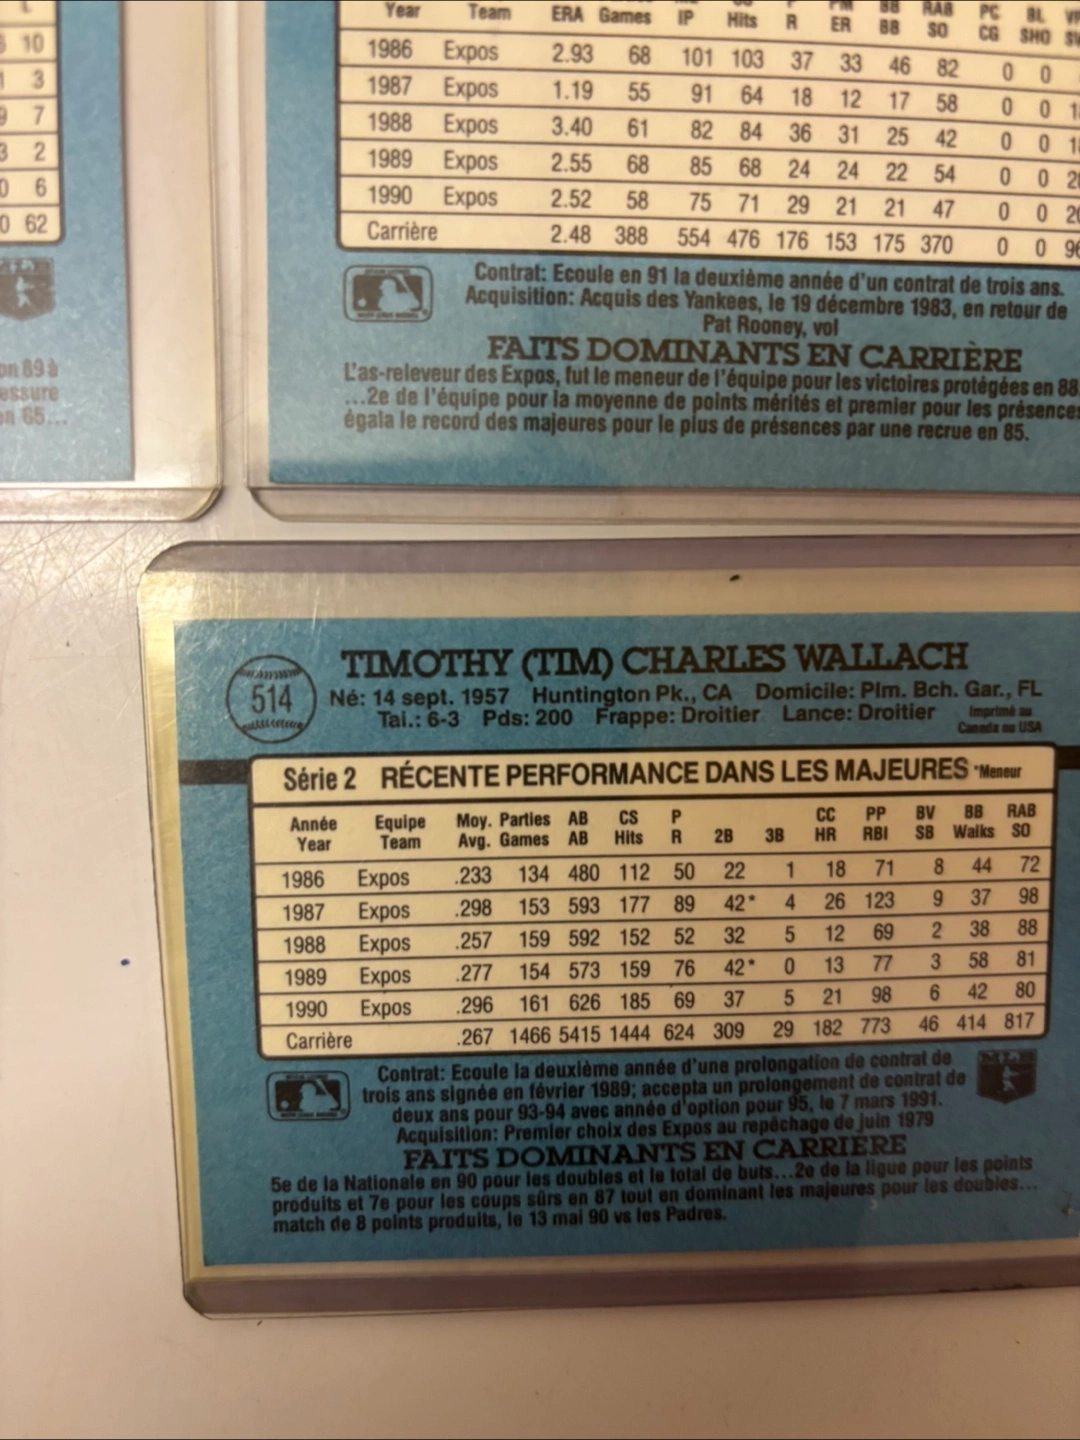 L
10
3
7
2
0 6
0 62
on 89 à
essure
on 65...
Year Team ERA Games IP Hits R ER BB SO CG SHO
1986 Expos 2.93 68 101 103 37 33 46 82 0 0
1987 Expos 1.19 55 91 64 18 12 17 58 0 0
1988 Expos 3.40 61 82 84 36 31 25 42 0 0
1989 Expos 2.55 68 85 68 24 24 22 54 0 0
1990 Expos 2.52 58 75 71 29 21 21 47 0 0
Carrière 2.48 388 554 476 176 153 175 370 0 0
Contrat: Ecoule en 91 la deuxième année d'un contrat de trois ans.
Acquisition: Acquis des Yankees, le 19 décembre 1983, en retour de
Pat Rooney, vol
FAITS DOMINANTS EN CARRIÈRE
L'as-releveur des Expos, fut le meneur de l'équipe pour les victoires protégées en 88
...2e de l'équipe pour la moyenne de points mérités et premier pour les présences
égala le record des majeures pour le plus de présences par une recrue en 85.
514
TIMOTHY (TIM) CHARLES WALLACH
Né: 14 sept. 1957 Huntington Pk., CA Domicile: Plm. Bch. Gar., FL
Tai.: 6-3 Pds: 200 Frappe: Droitier Lance: Droitier
Imprimé au
Canada ou USA
Série 2 RÉCENTE PERFORMANCE DANS LES MAJEURES *Meneur
Année Equipe Moy. Parties AB CS P CC PP BV BB RAB
Year Team Avg. Games AB Hits R 2B 3B HR RBI SB Walks SO
1986 Expos .233 134 480 112 50 22 1 18 71 8 44 72
1987 Expos .298 153 593 177 89 42* 4 26 123 9 37 98
1988 Expos .257 159 592 152 52 32 5 12 69 2 38 88
1989 Expos .277 154 573 159 76 42* 0 13 77 3 58 81
1990 Expos .296 161 626 185 69 37 5 21 98 6 42 80
Carrière .267 1466 5415 1444 624 309 29 182 773 46 414 817
Contrat: Ecoule la deuxième année d'une prolongation de contrat de
trois ans signée en février 1989; accepta un prolongement de contrat de
deux ans pour 93-94 avec année d'option pour 95, le 7 mars 1991.
Acquisition: Premier choix des Expos au repêchage de juin 1979
FAITS DOMINANTS EN CARRIERE
5e de la Nationale en 90 pour les doubles et le total de buts...2e de la ligue pour les points
produits et 7e pour les coups sûrs en 87 tout en dominant les majeures pour les doubles...
match de 8 points produits, le 13 mai 90 vs les Padres.